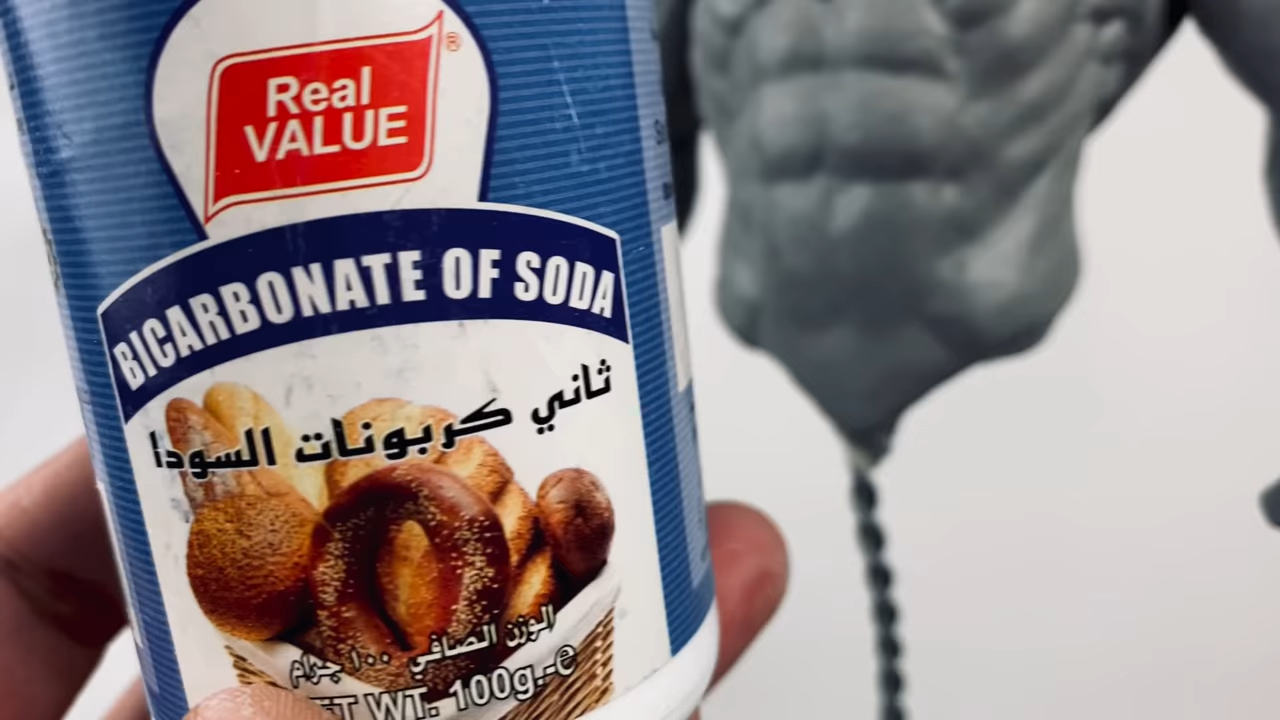 Real
VALUE
®
BICARBONATE OF SODA
ثاني كربونات السودا
الوزن الصافي ١٠٠ جرام
WT. 100g.-e